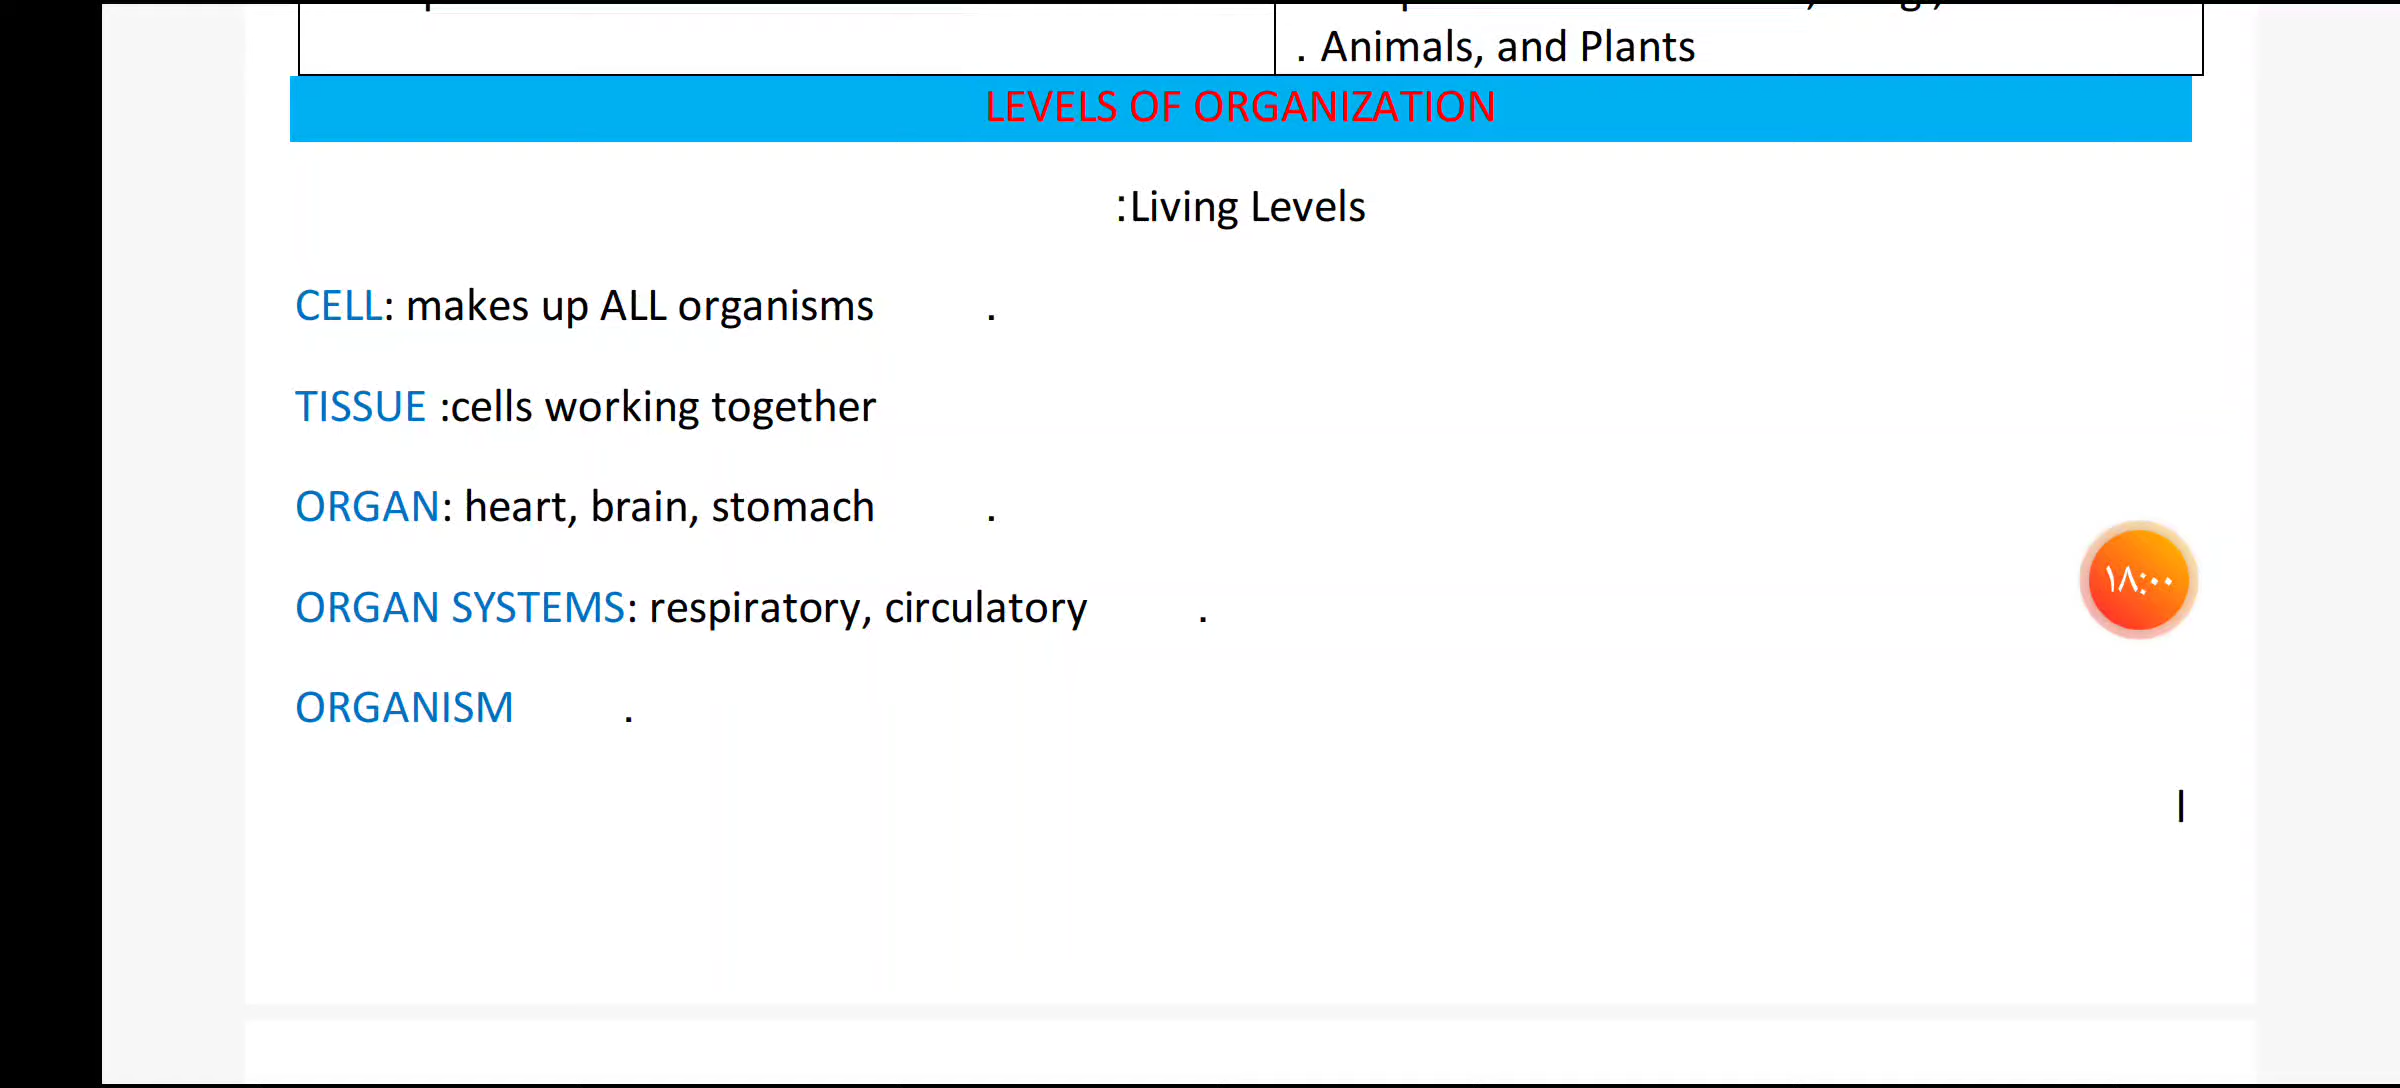 . Animals, and Plants
LEVELS OF ORGANIZATION
:Living Levels
CELL: makes up ALL organisms .
TISSUE :cells working together
ORGAN: heart, brain, stomach .
ORGAN SYSTEMS: respiratory, circulatory .
١٨:٠٠
ORGANISM .